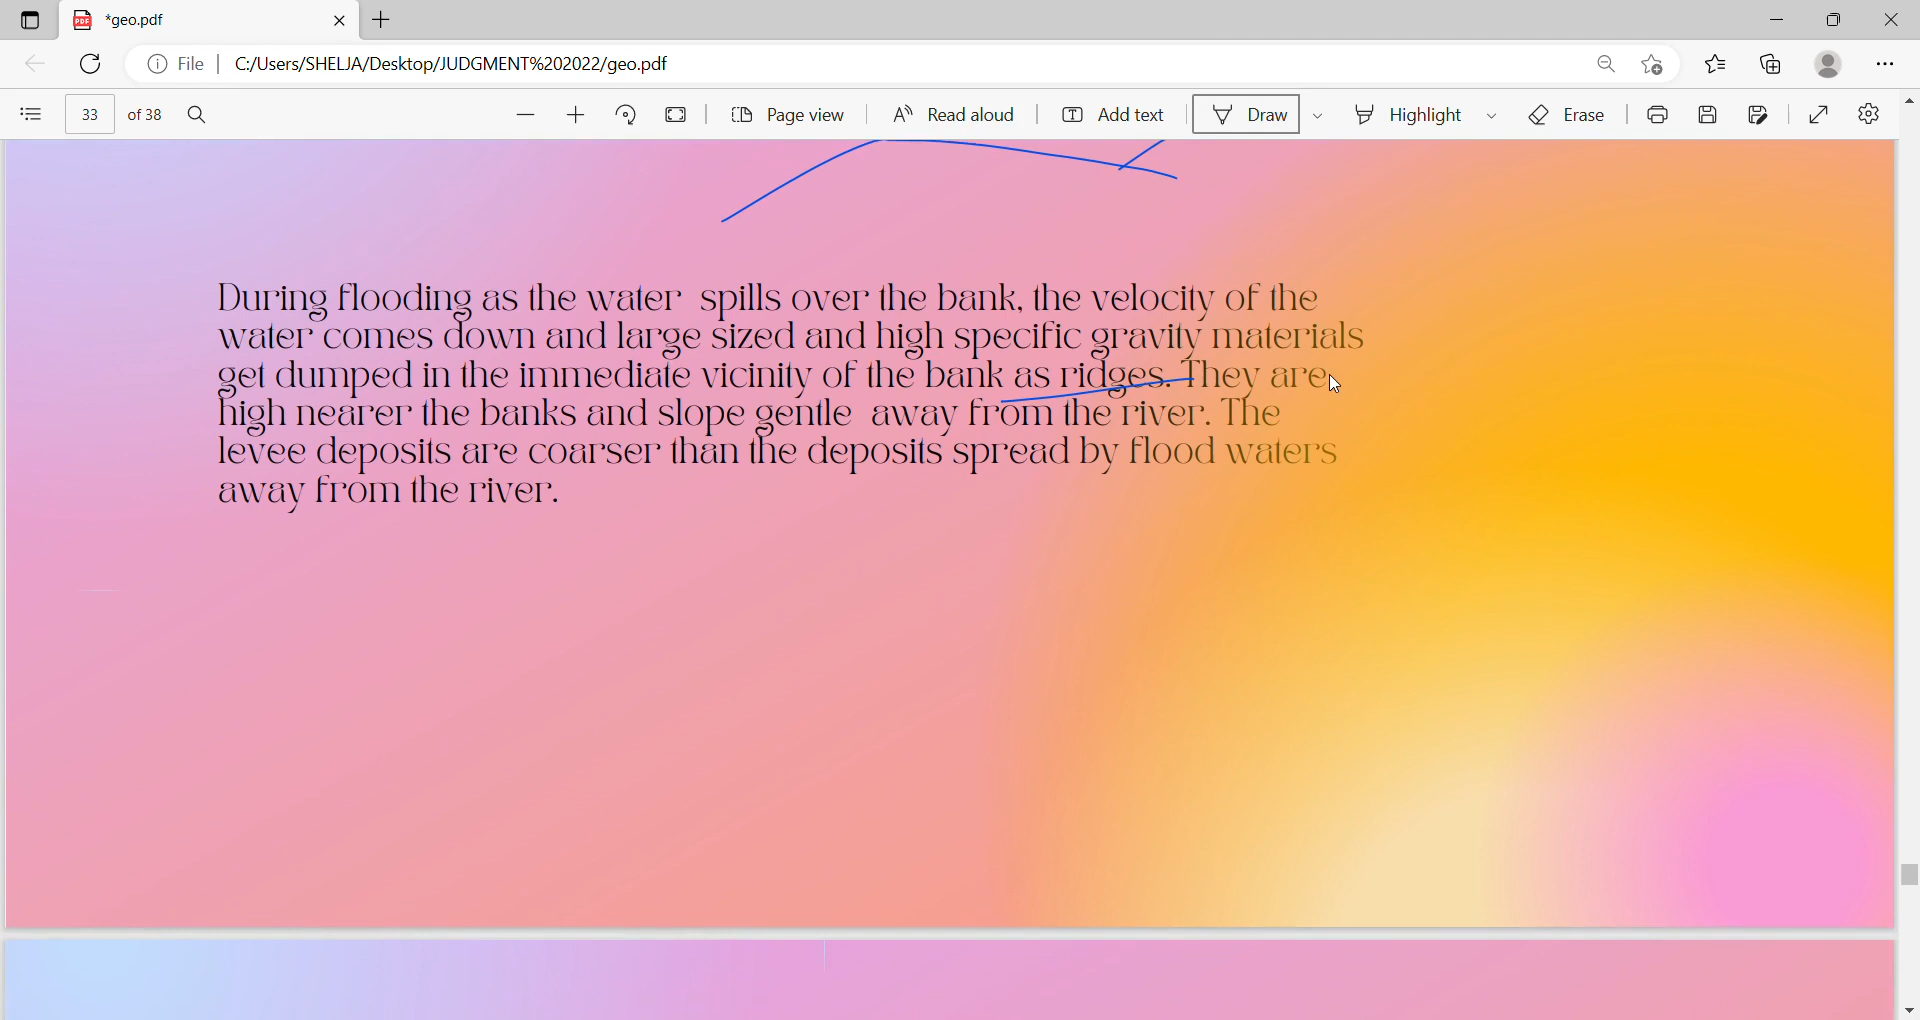 *geo.pdf
File C:/Users/SHELJA/Desktop/JUDGMENT%202022/geo.pdf
33 of 38 Page view Read aloud Add text Draw Highlight Erase
During flooding as the water spills over the bank, the velocity of the
water comes down and large sized and high specific gravity materials
get dumped in the immediate vicinity of the bank as ridges. They are
high nearer the banks and slope gentle away from the river. The
levee deposits are coarser than the deposits spread by flood waters
away from the river.